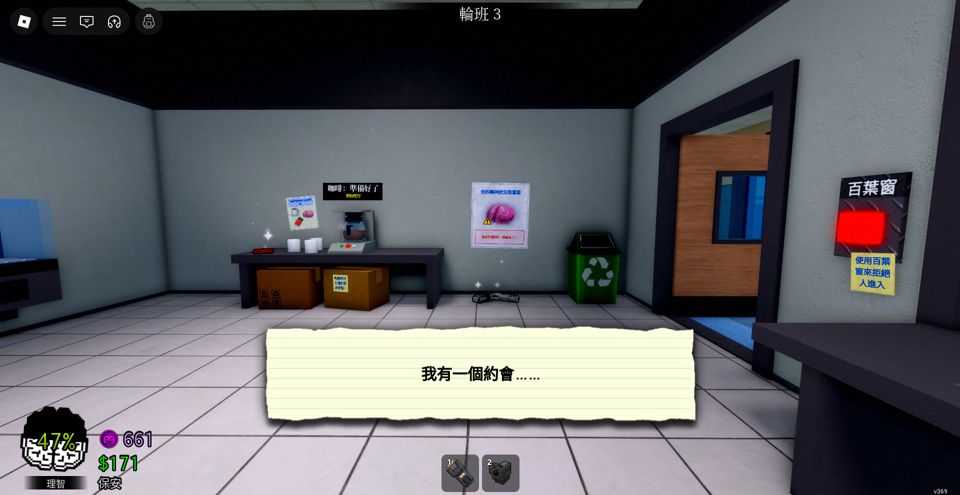 輪班 3
咖啡: 準備好了
百葉窗
使用百葉
窗來拒絕
人進入
我有一個約會……
47%
661
$171
理智
保安
1
2
v369